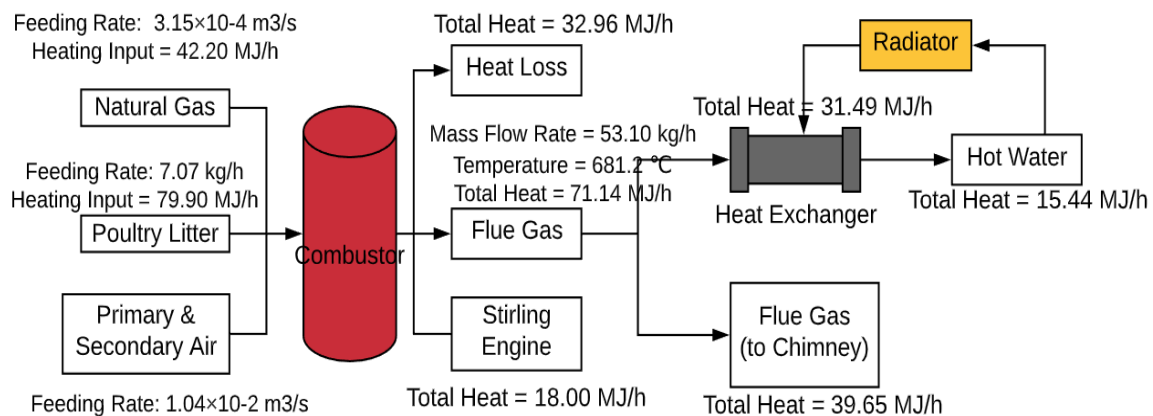 Feeding Rate: 3.15×10-4 m3/s
Heating Input = 42.20 MJ/h
Natural Gas
Feeding Rate: 7.07 kg/h
Heating Input = 79.90 MJ/h
Poultry Litter
Primary &
Secondary Air
Feeding Rate: 1.04×10-2 m3/s
Combustor
Total Heat = 32.96 MJ/h
Heat Loss
Mass Flow Rate = 53.10 kg/h
Temperature = 681.2 ℃
Total Heat = 71.14 MJ/h
Flue Gas
Stirling
Engine
Total Heat = 18.00 MJ/h
Radiator
Total Heat = 31.49 MJ/h
Heat Exchanger
Hot Water
Total Heat = 15.44 MJ/h
Flue Gas
(to Chimney)
Total Heat = 39.65 MJ/h